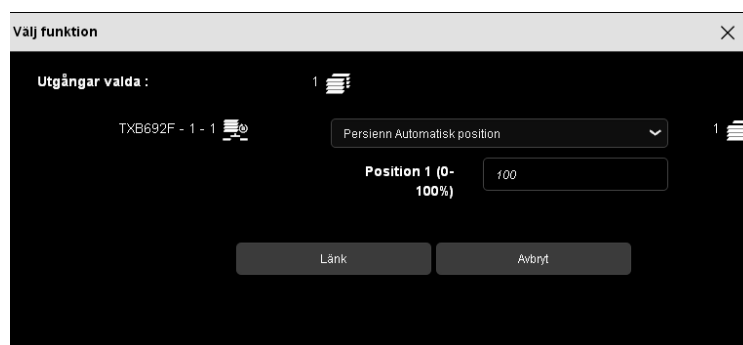 Välj funktion
Utgångar valda :
1
TXB692F - 1 - 1
Persienn Automatisk position
1
Position 1 (0-
100%)
100
Länk
Avbryt